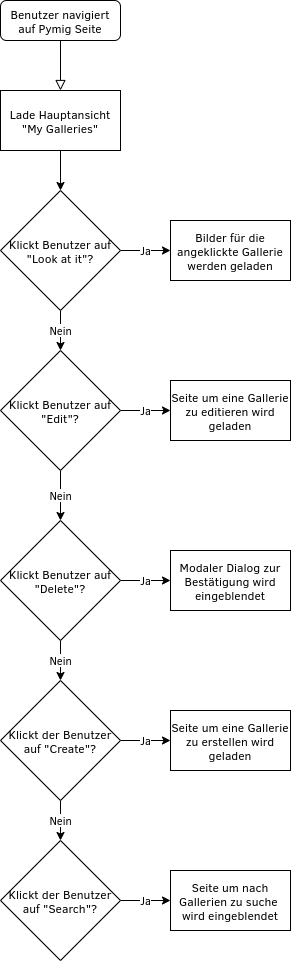 Benutzer navigiert
auf Pymig Seite
Lade Hauptansicht
"My Galleries"
Klickt Benutzer auf
"Look at it"?
Ja
Bilder für die
angeklickte Gallerie
werden geladen
Nein
Klickt Benutzer auf
"Edit"?
Ja
Seite um eine Gallerie
zu editieren wird
geladen
Nein
Klickt Benutzer auf
"Delete"?
Ja
Modaler Dialog zur
Bestätigung wird
eingeblendet
Nein
Klickt der Benutzer
auf "Create"?
Ja
Seite um eine Gallerie
zu erstellen wird
geladen
Nein
Klickt der Benutzer
auf "Search"?
Ja
Seite um nach
Gallerien zu suche
wird eingeblendet